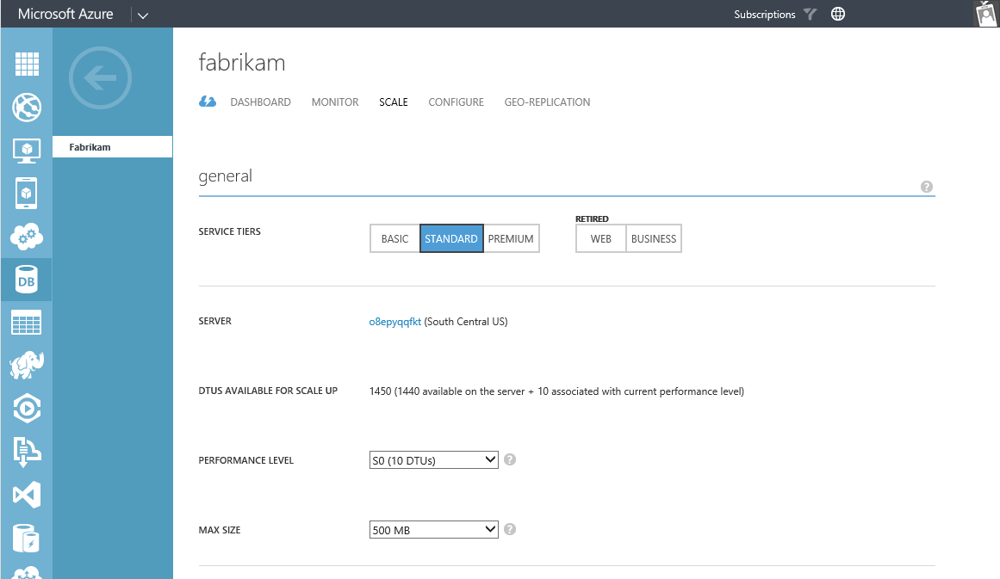 Microsoft Azure
Subscriptions
fabrikam
DASHBOARD MONITOR SCALE CONFIGURE GEO-REPLICATION
Fabrikam
general
?
RETIRED
SERVICE TIERS BASIC STANDARD PREMIUM WEB BUSINESS
DB
SERVER o8epyqqfkt (South Central US)
DTUS AVAILABLE FOR SCALE UP 1450 (1440 available on the server + 10 associated with current performance level)
PERFORMANCE LEVEL S0 (10 DTUs) ?
MAX SIZE 500 MB ?